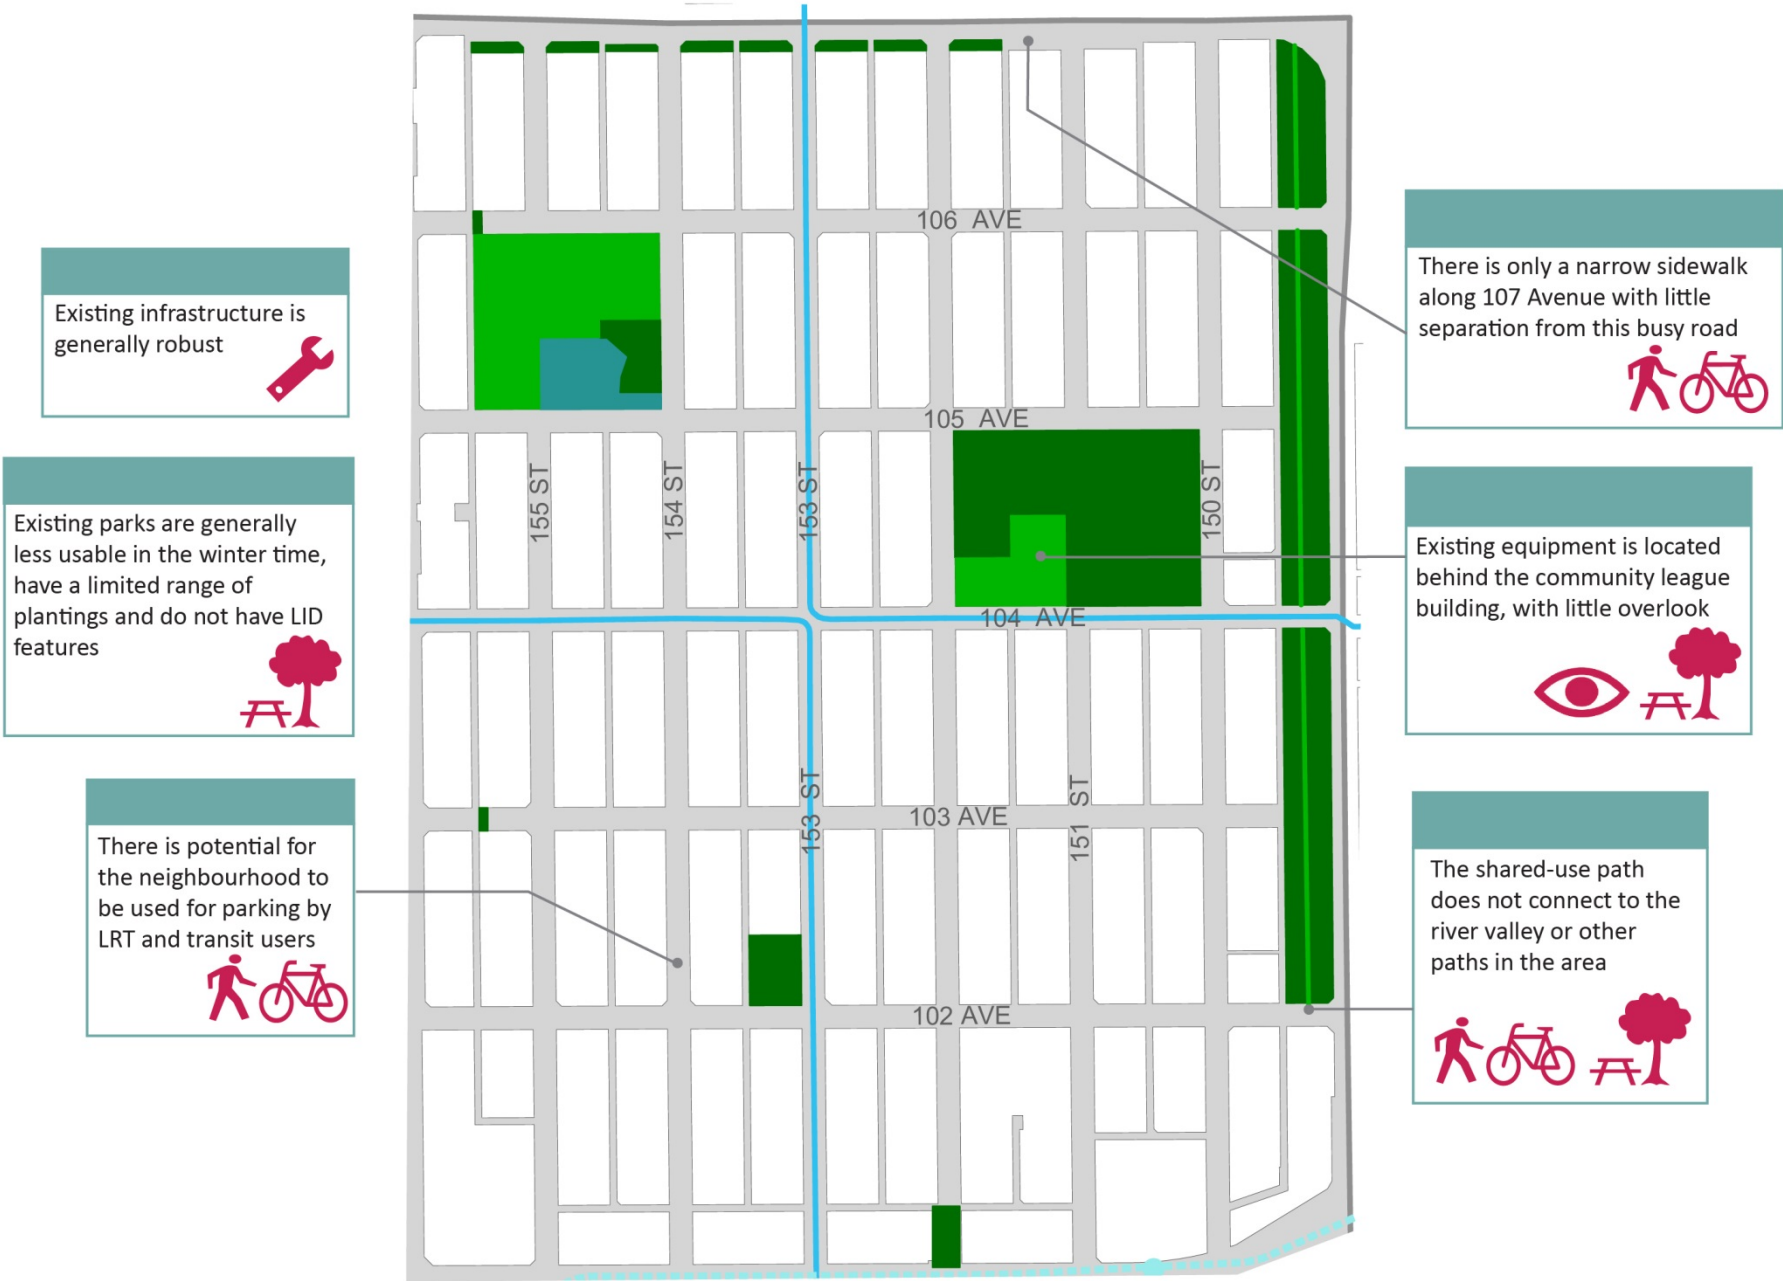 Existing infrastructure is
generally robust
Existing parks are generally
less usable in the winter time,
have a limited range of
plantings and do not have LID
features
There is potential for
the neighbourhood to
be used for parking by
LRT and transit users
106 AVE
105 AVE
155 ST
154 ST
153 ST
150 ST
104 AVE
153 ST
151 ST
103 AVE
102 AVE
There is only a narrow sidewalk
along 107 Avenue with little
separation from this busy road
Existing equipment is located
behind the community league
building, with little overlook
The shared-use path
does not connect to the
river valley or other
paths in the area